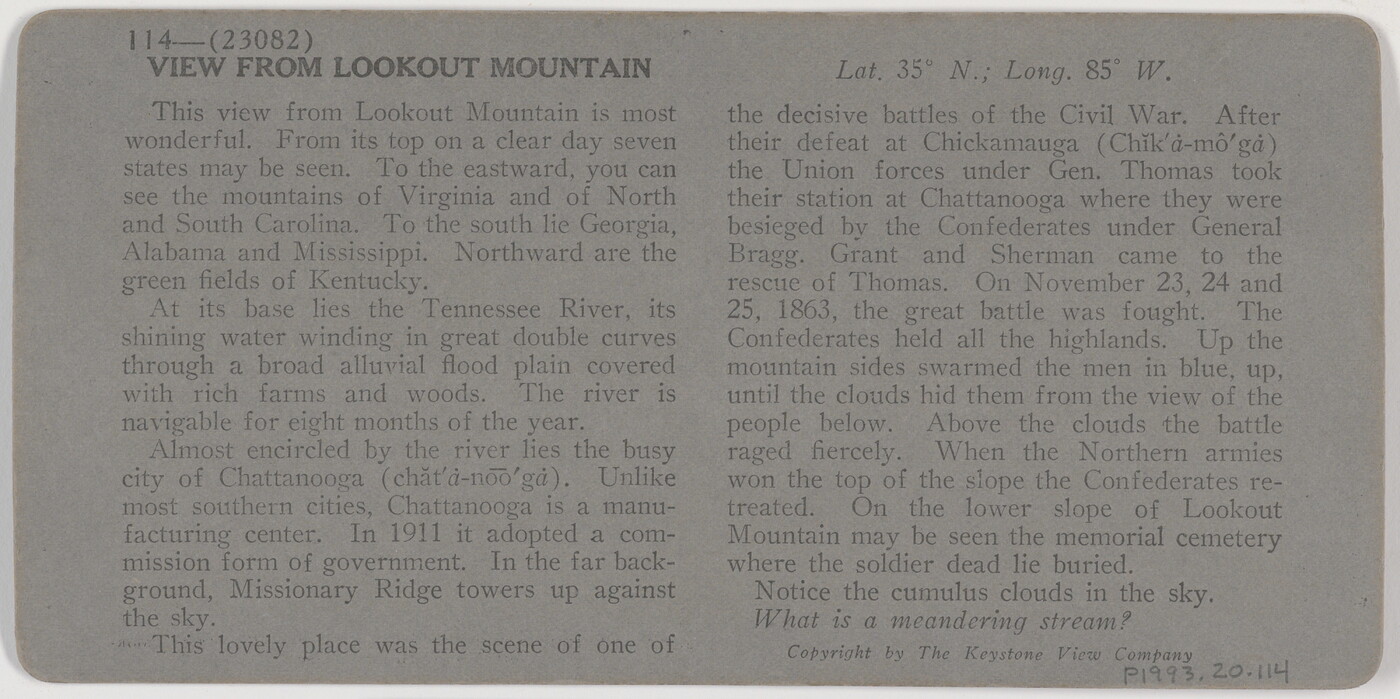 114—(23082)
VIEW FROM LOOKOUT MOUNTAIN
This view from Lookout Mountain is most
wonderful. From its top on a clear day seven
states may be seen. To the eastward, you can
see the mountains of Virginia and of North
and South Carolina. To the south lie Georgia,
Alabama and Mississippi. Northward are the
green fields of Kentucky.
At its base lies the Tennessee River, its
shining water winding in great double curves
through a broad alluvial flood plain covered
with rich farms and woods. The river is
navigable for eight months of the year.
Almost encircled by the river lies the busy
city of Chattanooga (chăt′ȧ-no͞o′gȧ). Unlike
most southern cities, Chattanooga is a manu-
facturing center. In 1911 it adopted a com-
mission form of government. In the far back-
ground, Missionary Ridge towers up against
the sky.
This lovely place was the scene of one of
Lat. 35° N.; Long. 85° W.
the decisive battles of the Civil War. After
their defeat at Chickamauga (Chĭk′ȧ-mô′gȧ)
the Union forces under Gen. Thomas took
their station at Chattanooga where they were
besieged by the Confederates under General
Bragg. Grant and Sherman came to the
rescue of Thomas. On November 23, 24 and
25, 1863, the great battle was fought. The
Confederates held all the highlands. Up the
mountain sides swarmed the men in blue, up,
until the clouds hid them from the view of the
people below. Above the clouds the battle
raged fiercely. When the Northern armies
won the top of the slope the Confederates re-
treated. On the lower slope of Lookout
Mountain may be seen the memorial cemetery
where the soldier dead lie buried.
Notice the cumulus clouds in the sky.
What is a meandering stream?
Copyright by The Keystone View Company
P1993.20.114